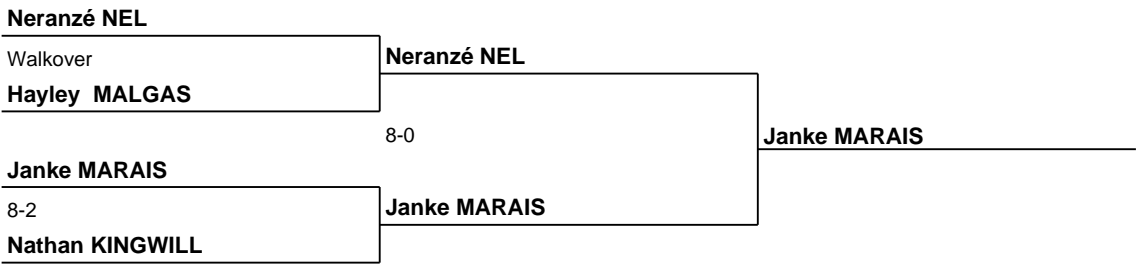 Neranzé NEL
Walkover
Neranzé NEL
Hayley MALGAS
8-0
Janke MARAIS
Janke MARAIS
8-2
Janke MARAIS
Nathan KINGWILL